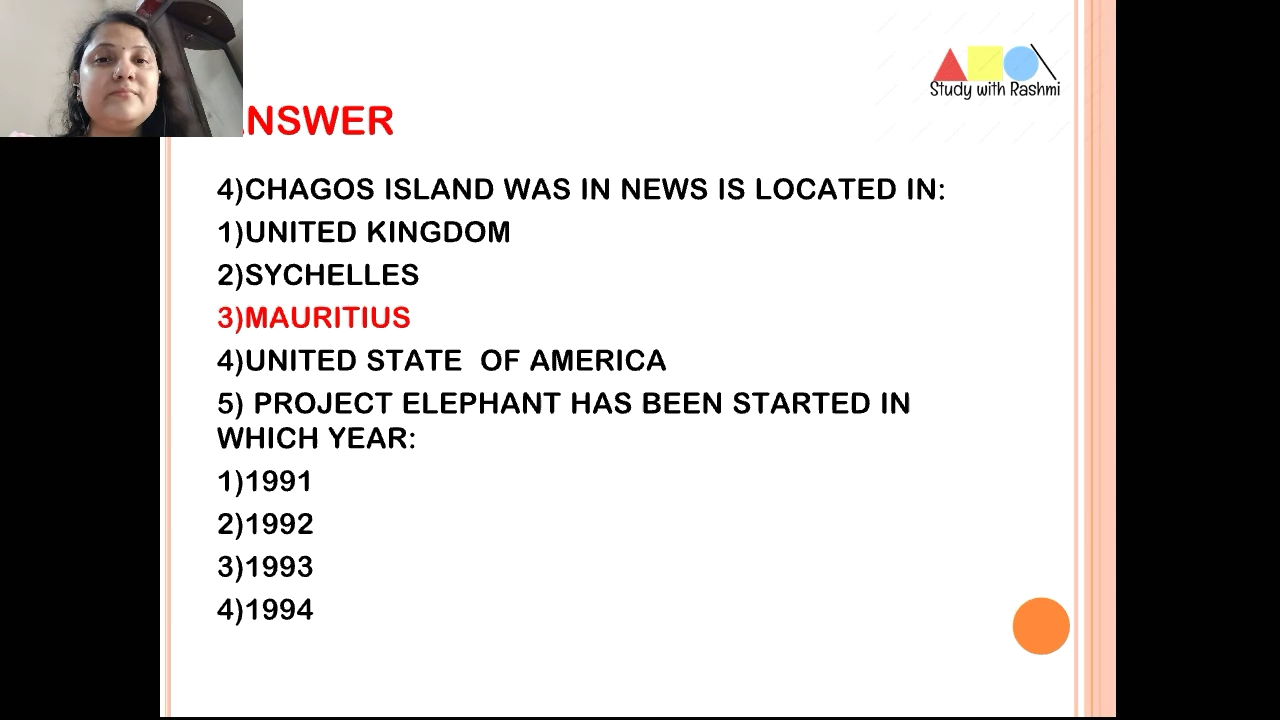 Study with Rashmi
NSWER
4)CHAGOS ISLAND WAS IN NEWS IS LOCATED IN:
1)UNITED KINGDOM
2)SYCHELLES
3)MAURITIUS
4)UNITED STATE OF AMERICA
5) PROJECT ELEPHANT HAS BEEN STARTED IN
WHICH YEAR:
1)1991
2)1992
3)1993
4)1994